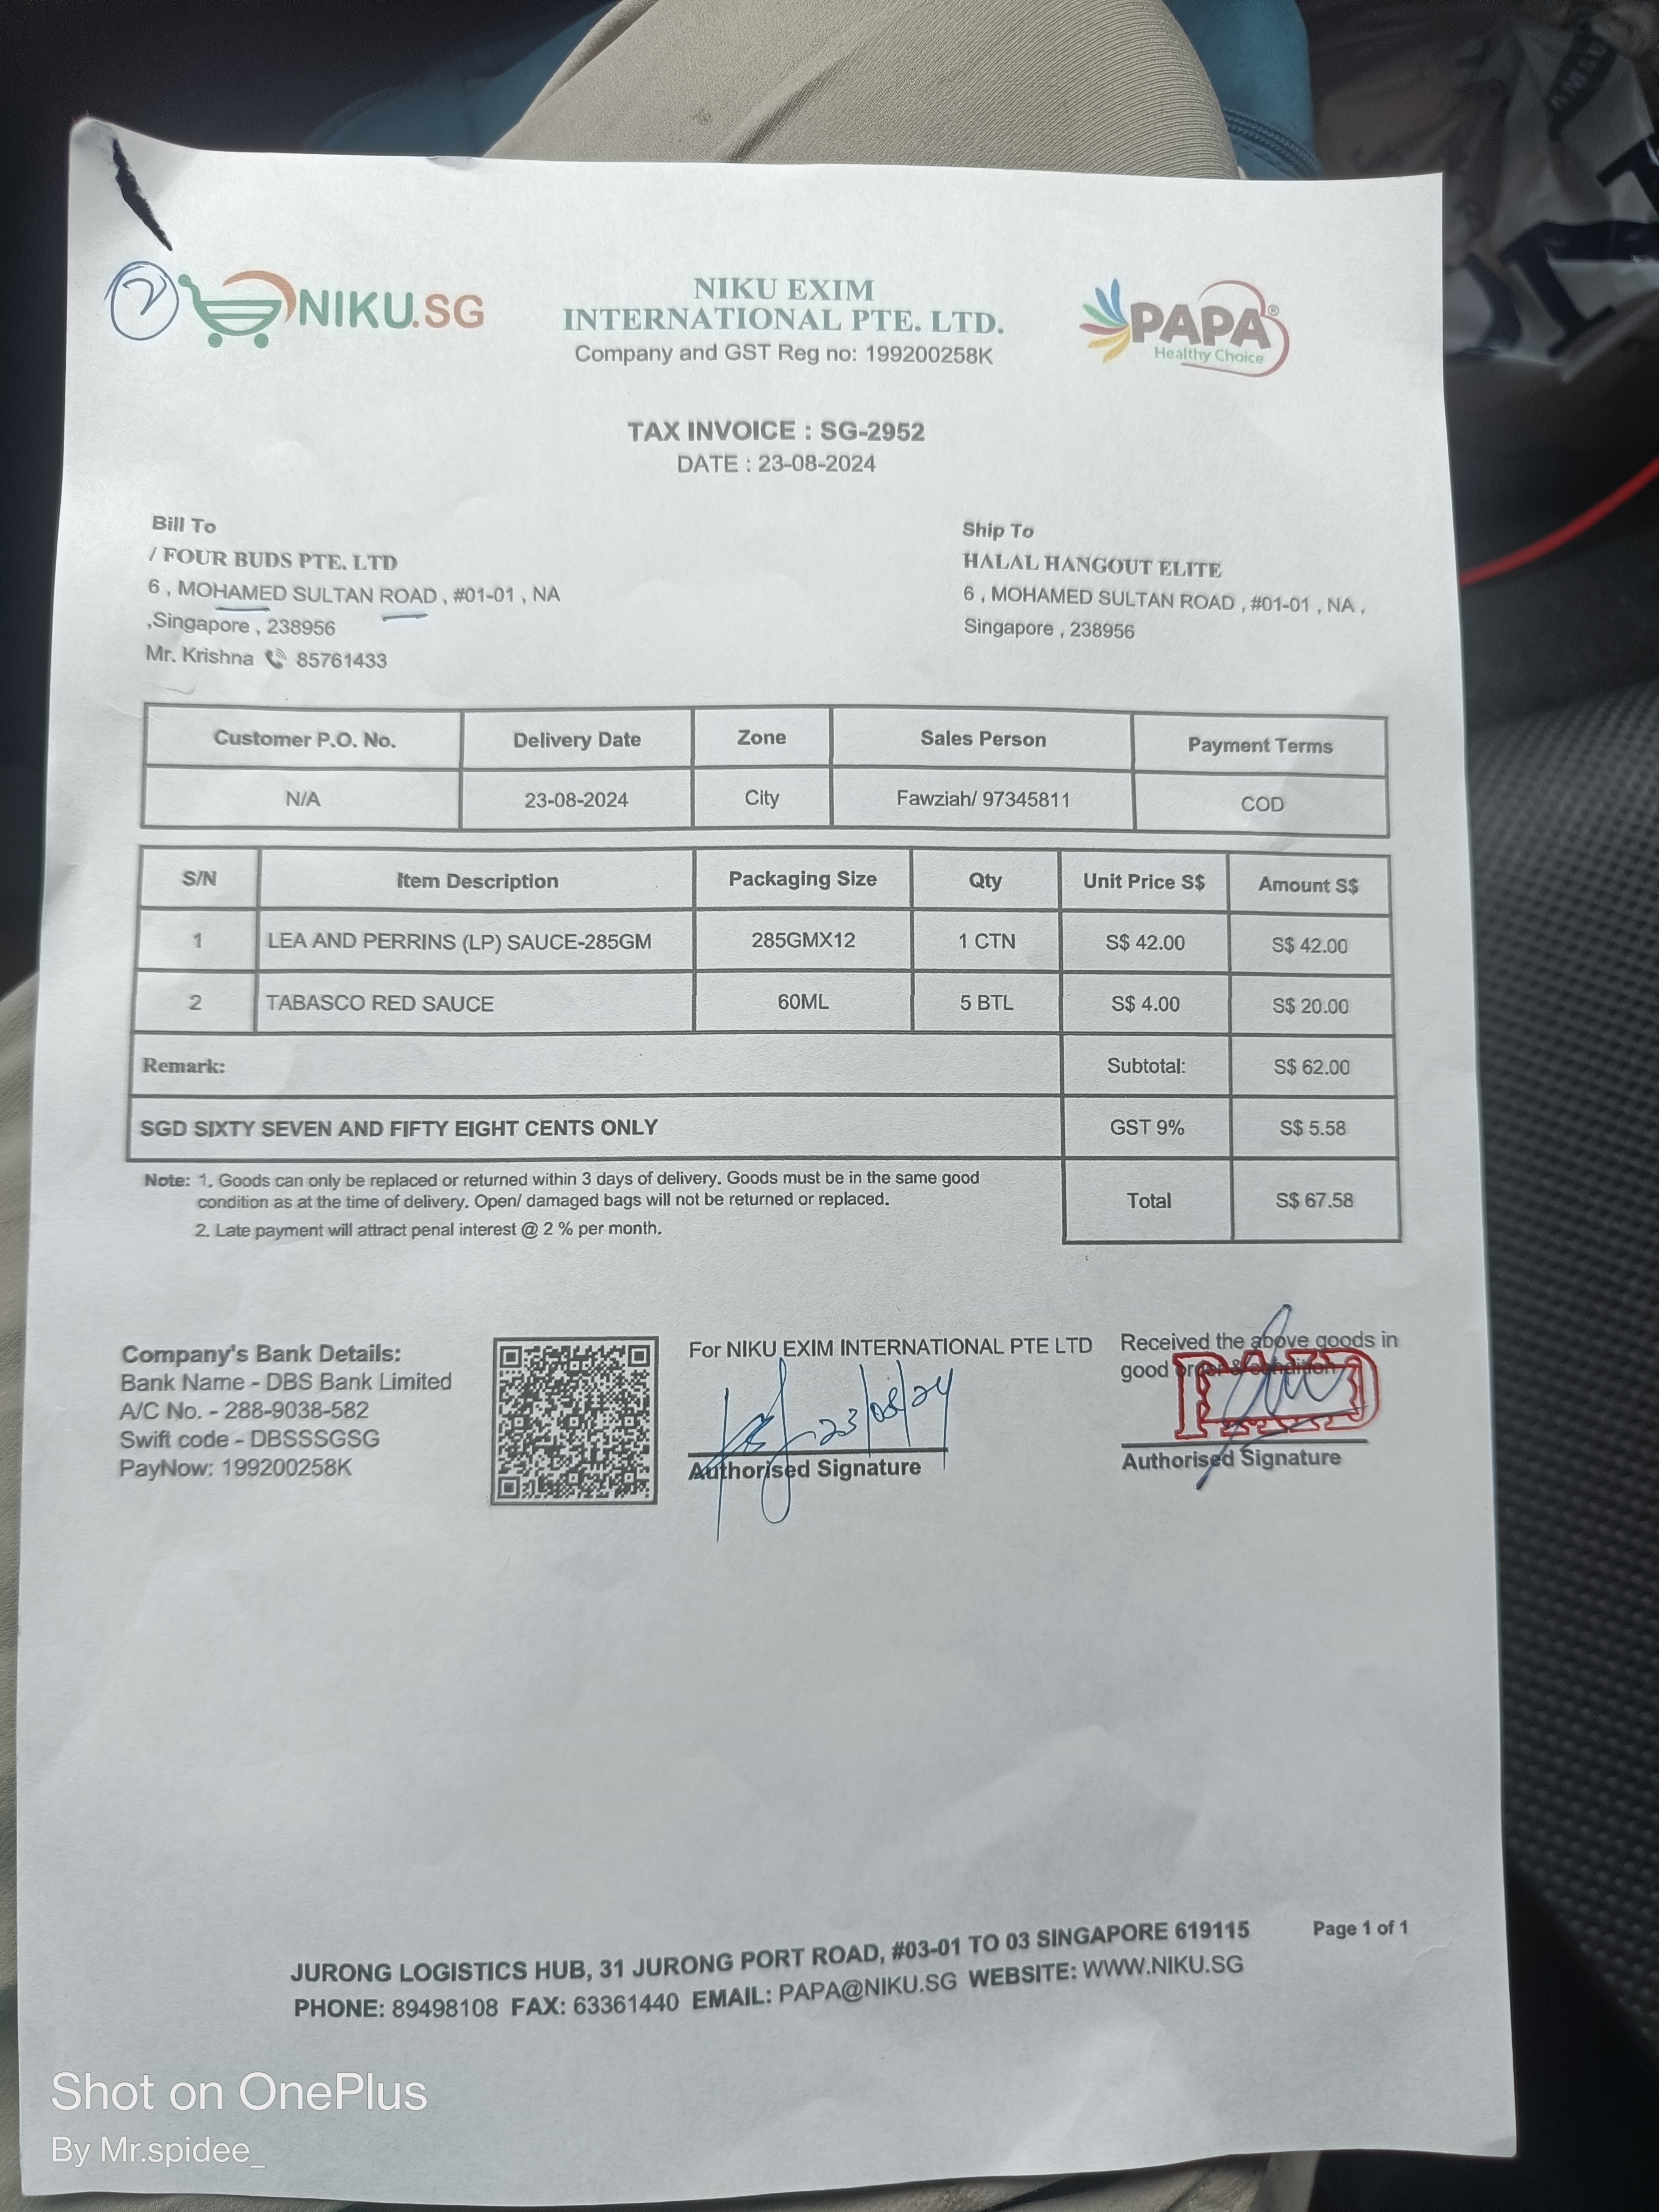 2
NIKU.SG
NIKU EXIM
INTERNATIONAL PTE. LTD.
Company and GST Reg no: 199200258K
PAPA®
Healthy Choice
TAX INVOICE : SG-2952
DATE : 23-08-2024
Bill To
/ FOUR BUDS PTE. LTD
6 , MOHAMED SULTAN ROAD , #01-01 , NA
,Singapore , 238956
Mr. Krishna 85761433
Ship To
HALAL HANGOUT ELITE
6 , MOHAMED SULTAN ROAD , #01-01 , NA ,
Singapore , 238956
Customer P.O. No. Delivery Date Zone Sales Person Payment Terms
N/A 23-08-2024 City Fawziah/ 97345811 COD
S/N Item Description Packaging Size Qty Unit Price S$ Amount S$
1 LEA AND PERRINS (LP) SAUCE-285GM 285GMX12 1 CTN S$ 42.00 S$ 42.00
2 TABASCO RED SAUCE 60ML 5 BTL S$ 4.00 S$ 20.00
Remark: Subtotal: S$ 62.00
SGD SIXTY SEVEN AND FIFTY EIGHT CENTS ONLY GST 9% S$ 5.58
Total S$ 67.58
Note: 1. Goods can only be replaced or returned within 3 days of delivery. Goods must be in the same good
condition as at the time of delivery. Open/ damaged bags will not be returned or replaced.
2. Late payment will attract penal interest @ 2 % per month.
Company's Bank Details:
Bank Name - DBS Bank Limited
A/C No. - 288-9038-582
Swift code - DBSSSGSG
PayNow: 199200258K
For NIKU EXIM INTERNATIONAL PTE LTD
23/08/24
Authorised Signature
Received the above goods in
good order & condition
PAID
Authorised Signature
JURONG LOGISTICS HUB, 31 JURONG PORT ROAD, #03-01 TO 03 SINGAPORE 619115
PHONE: 89498108 FAX: 63361440 EMAIL: PAPA@NIKU.SG WEBSITE: WWW.NIKU.SG
Page 1 of 1
Shot on OnePlus
By Mr.spidee_